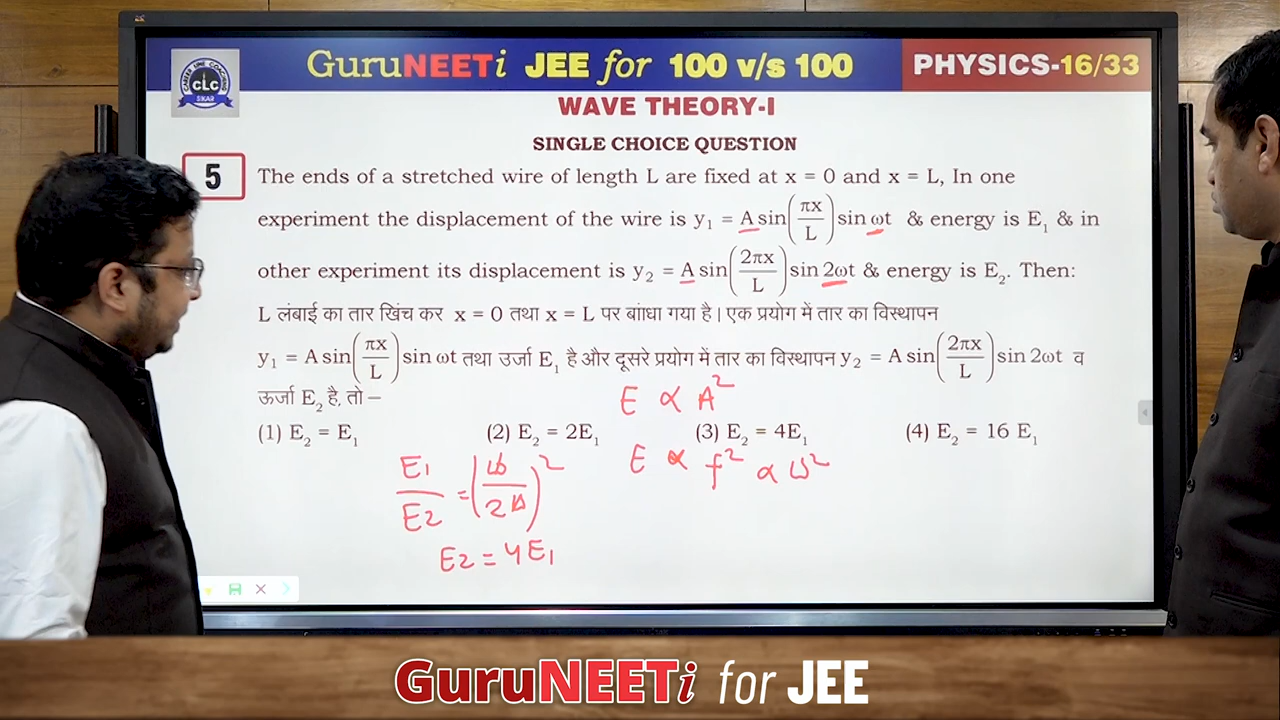 GuruNEETi JEE for 100 v/s 100
PHYSICS-16/33
CAREER LINE COACHING
CLC
SIKAR
WAVE THEORY-I
SINGLE CHOICE QUESTION
5
The ends of a stretched wire of length L are fixed at x = 0 and x = L, In one
experiment the displacement of the wire is y₁ = A sin(πx/L) sin ωt & energy is E₁ & in
other experiment its displacement is y₂ = A sin(2πx/L) sin 2ωt & energy is E₂. Then:
L लंबाई का तार खिंच कर x = 0 तथा x = L पर बांाधा गया है | एक प्रयोग में तार का विस्थापन
y₁ = A sin(πx/L) sin ωt तथा उर्जा E₁ है और दूसरे प्रयोग में तार का विस्थापन y₂ = A sin(2πx/L) sin 2ωt व
ऊर्जा E₂ है, तो –
E ∝ A²
(1) E₂ = E₁ (2) E₂ = 2E₁ (3) E₂ = 4E₁ (4) E₂ = 16 E₁
E ∝ f² ∝ ω²
E₁/E₂ = (ω/2ω)²
E₂ = 4E₁
GuruNEETi for JEE